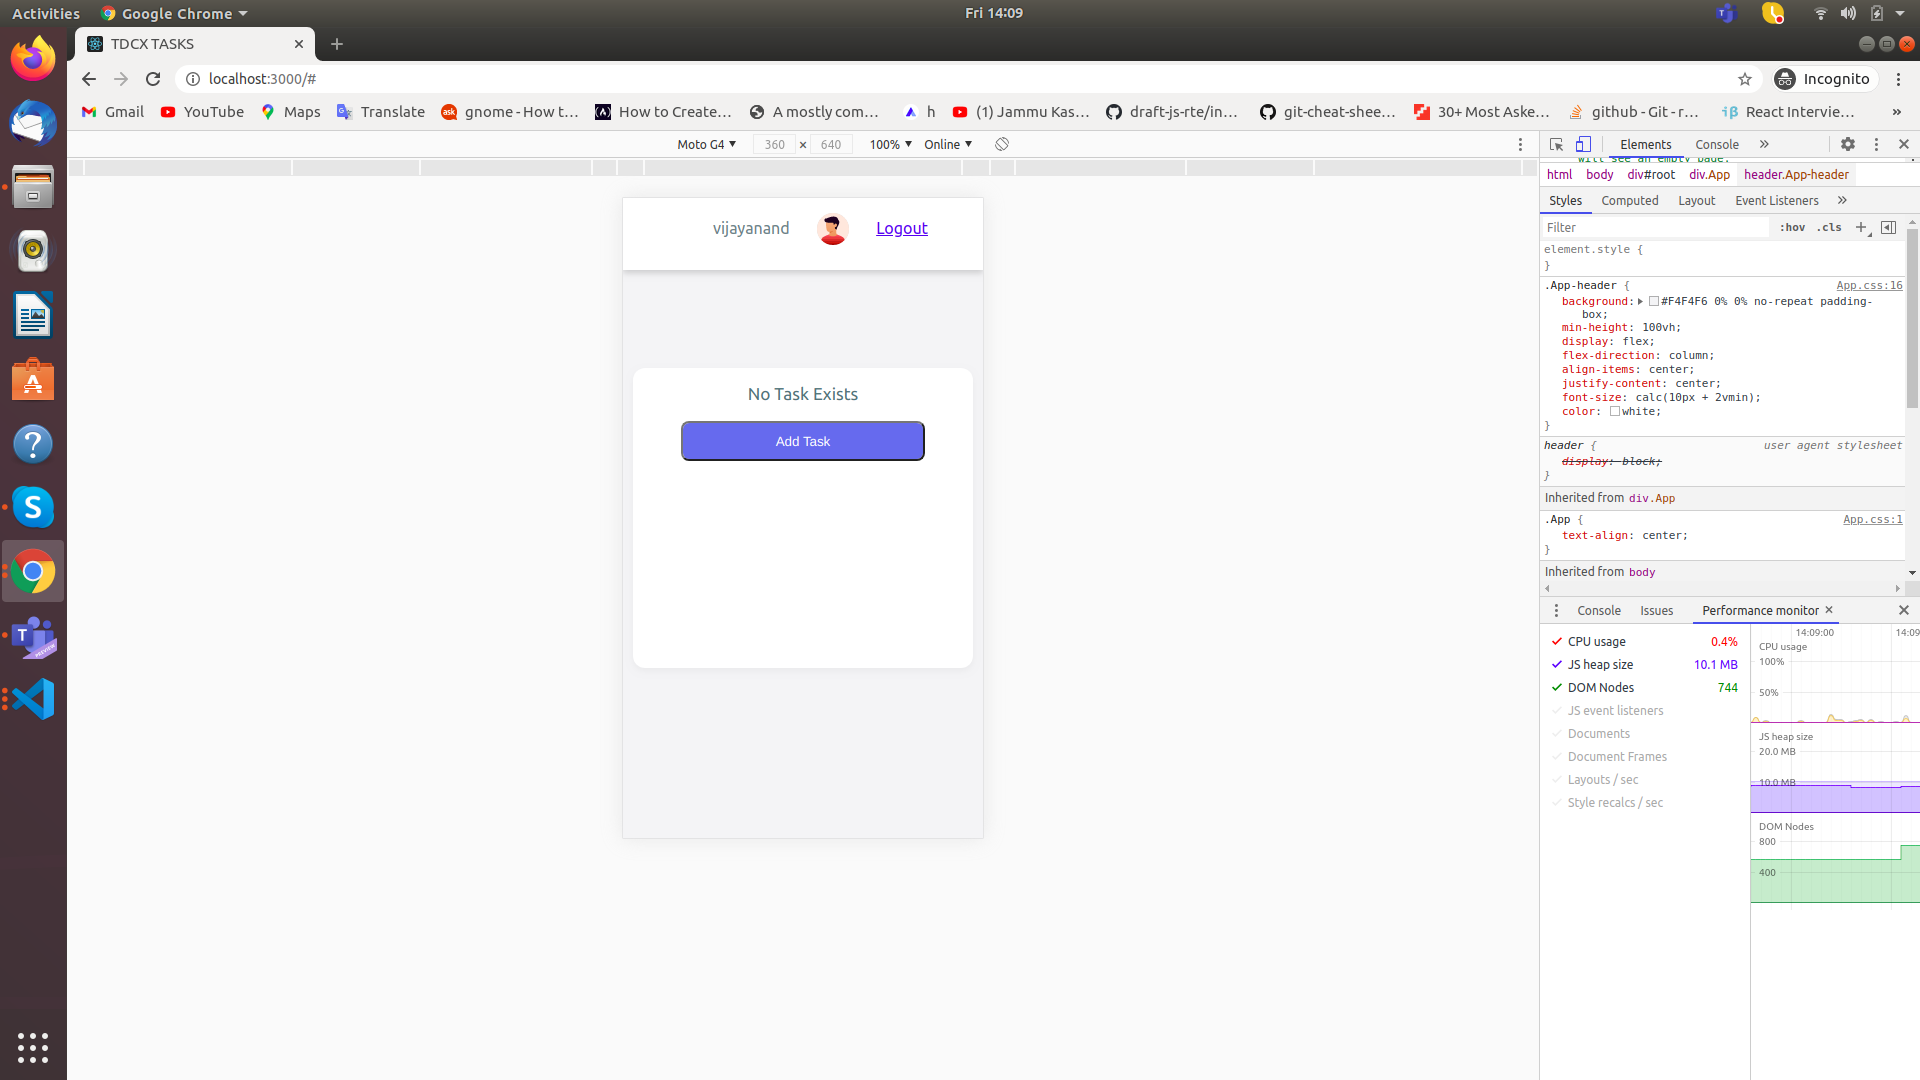 Activities Google Chrome Fri 14:09
TDCX TASKS
localhost:3000/# Incognito
Gmail YouTube Maps Translate gnome - How t… How to Create… A mostly com… h (1) Jammu Kas… draft-js-rte/in… git-cheat-shee… 30+ Most Aske… github - Git - r… React Intervie… »
Moto G4 360 × 640 100% Online
Elements Console »
will see an empty page.
html body div#root div.App header.App-header
Styles Computed Layout Event Listeners »
Filter :hov .cls +
element.style {
}
.App-header { App.css:16
background: #F4F4F6 0% 0% no-repeat padding-
box;
min-height: 100vh;
display: flex;
flex-direction: column;
align-items: center;
justify-content: center;
font-size: calc(10px + 2vmin);
color: white;
}
header { user agent stylesheet
display: block;
}
Inherited from div.App
.App { App.css:1
text-align: center;
}
Inherited from body
vijayanand Logout
No Task Exists
Add Task
Console Issues Performance monitor
CPU usage 0.4%
JS heap size 10.1 MB
DOM Nodes 744
JS event listeners
Documents
Document Frames
Layouts / sec
Style recalcs / sec
14:09:00 14:09
CPU usage
100%
50%
JS heap size
20.0 MB
10.0 MB
DOM Nodes
800
400